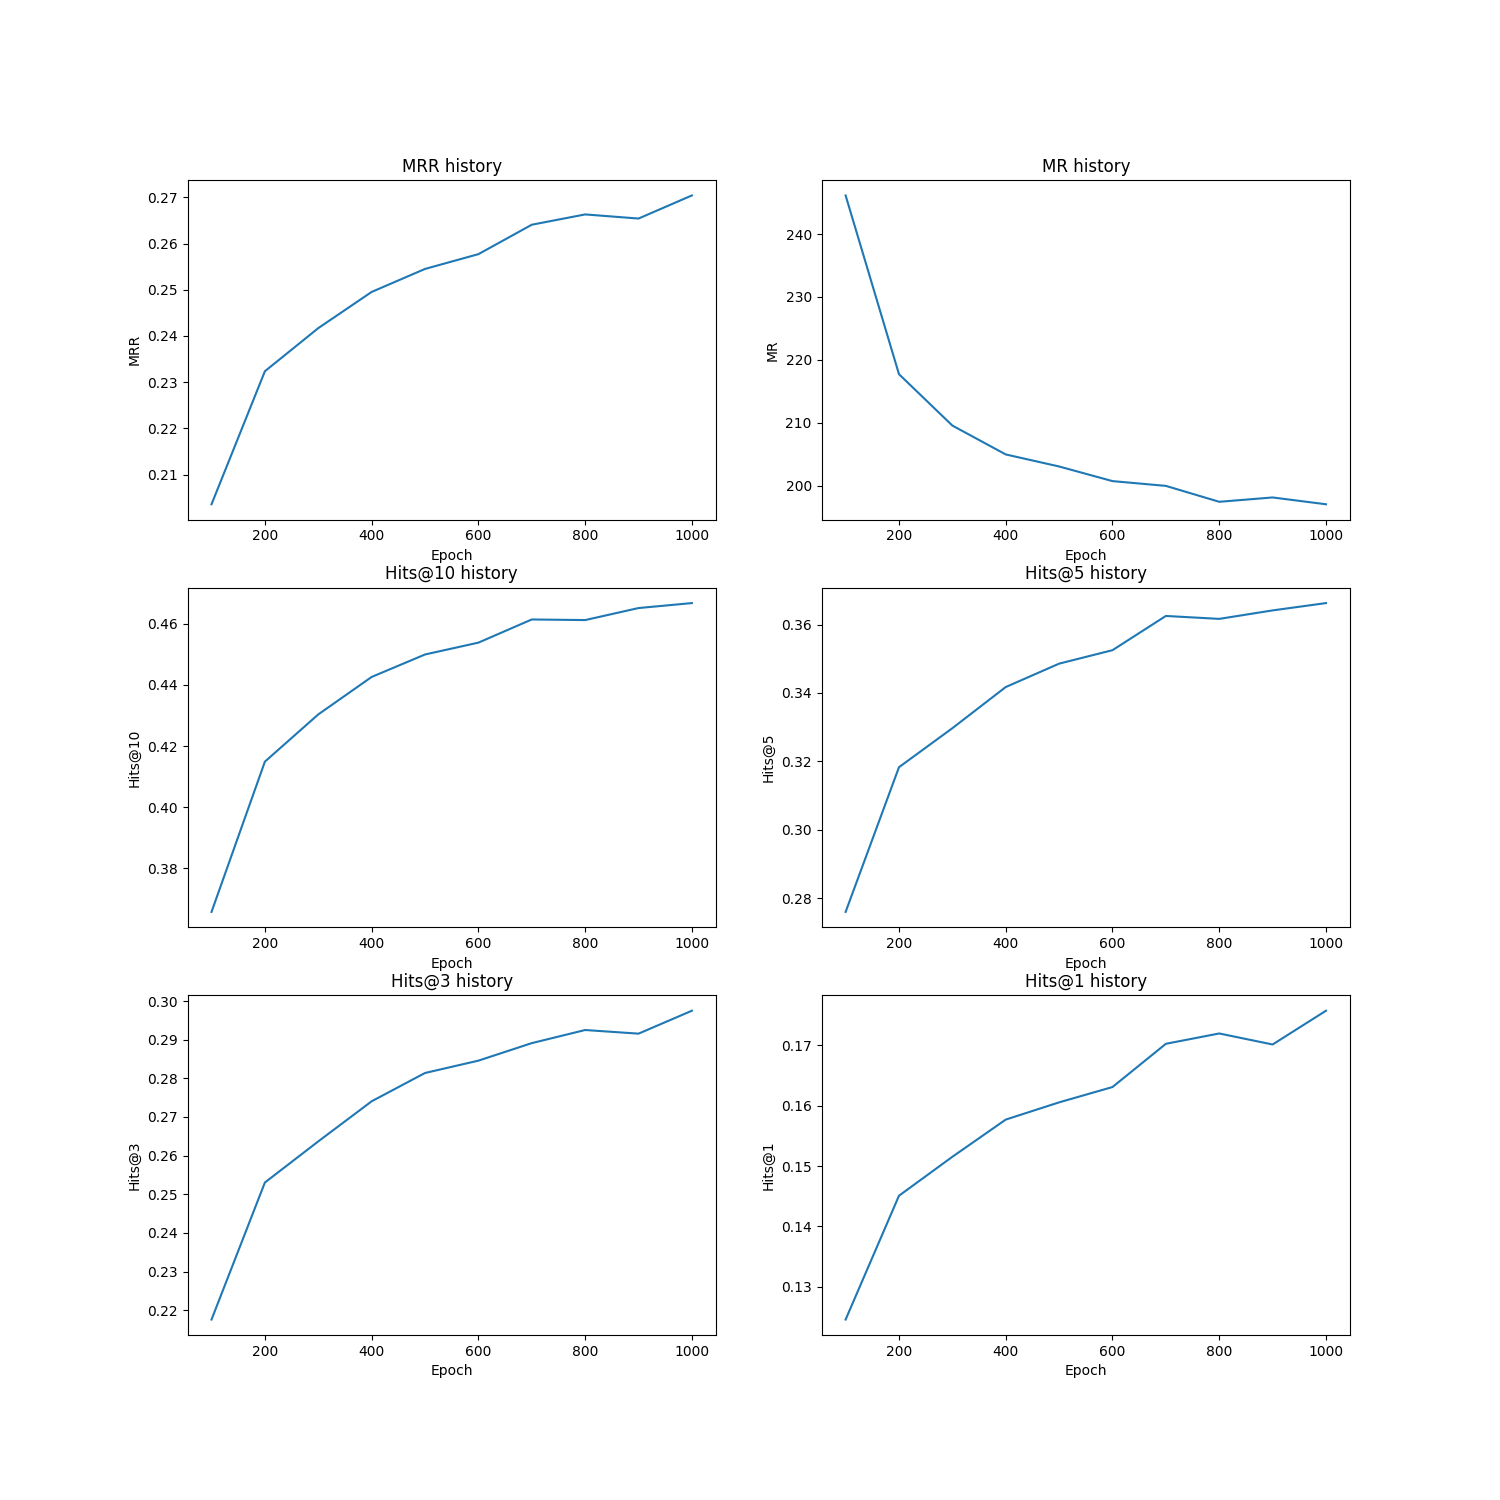 MRR history
MRR
0.27
0.26
0.25
0.24
0.23
0.22
0.21
200 400 600 800 1000
Epoch
MR history
MR
240
230
220
210
200
200 400 600 800 1000
Epoch
Hits@10 history
Hits@10
0.46
0.44
0.42
0.40
0.38
200 400 600 800 1000
Epoch
Hits@5 history
Hits@5
0.36
0.34
0.32
0.30
0.28
200 400 600 800 1000
Epoch
Hits@3 history
Hits@3
0.30
0.29
0.28
0.27
0.26
0.25
0.24
0.23
0.22
200 400 600 800 1000
Epoch
Hits@1 history
Hits@1
0.17
0.16
0.15
0.14
0.13
200 400 600 800 1000
Epoch